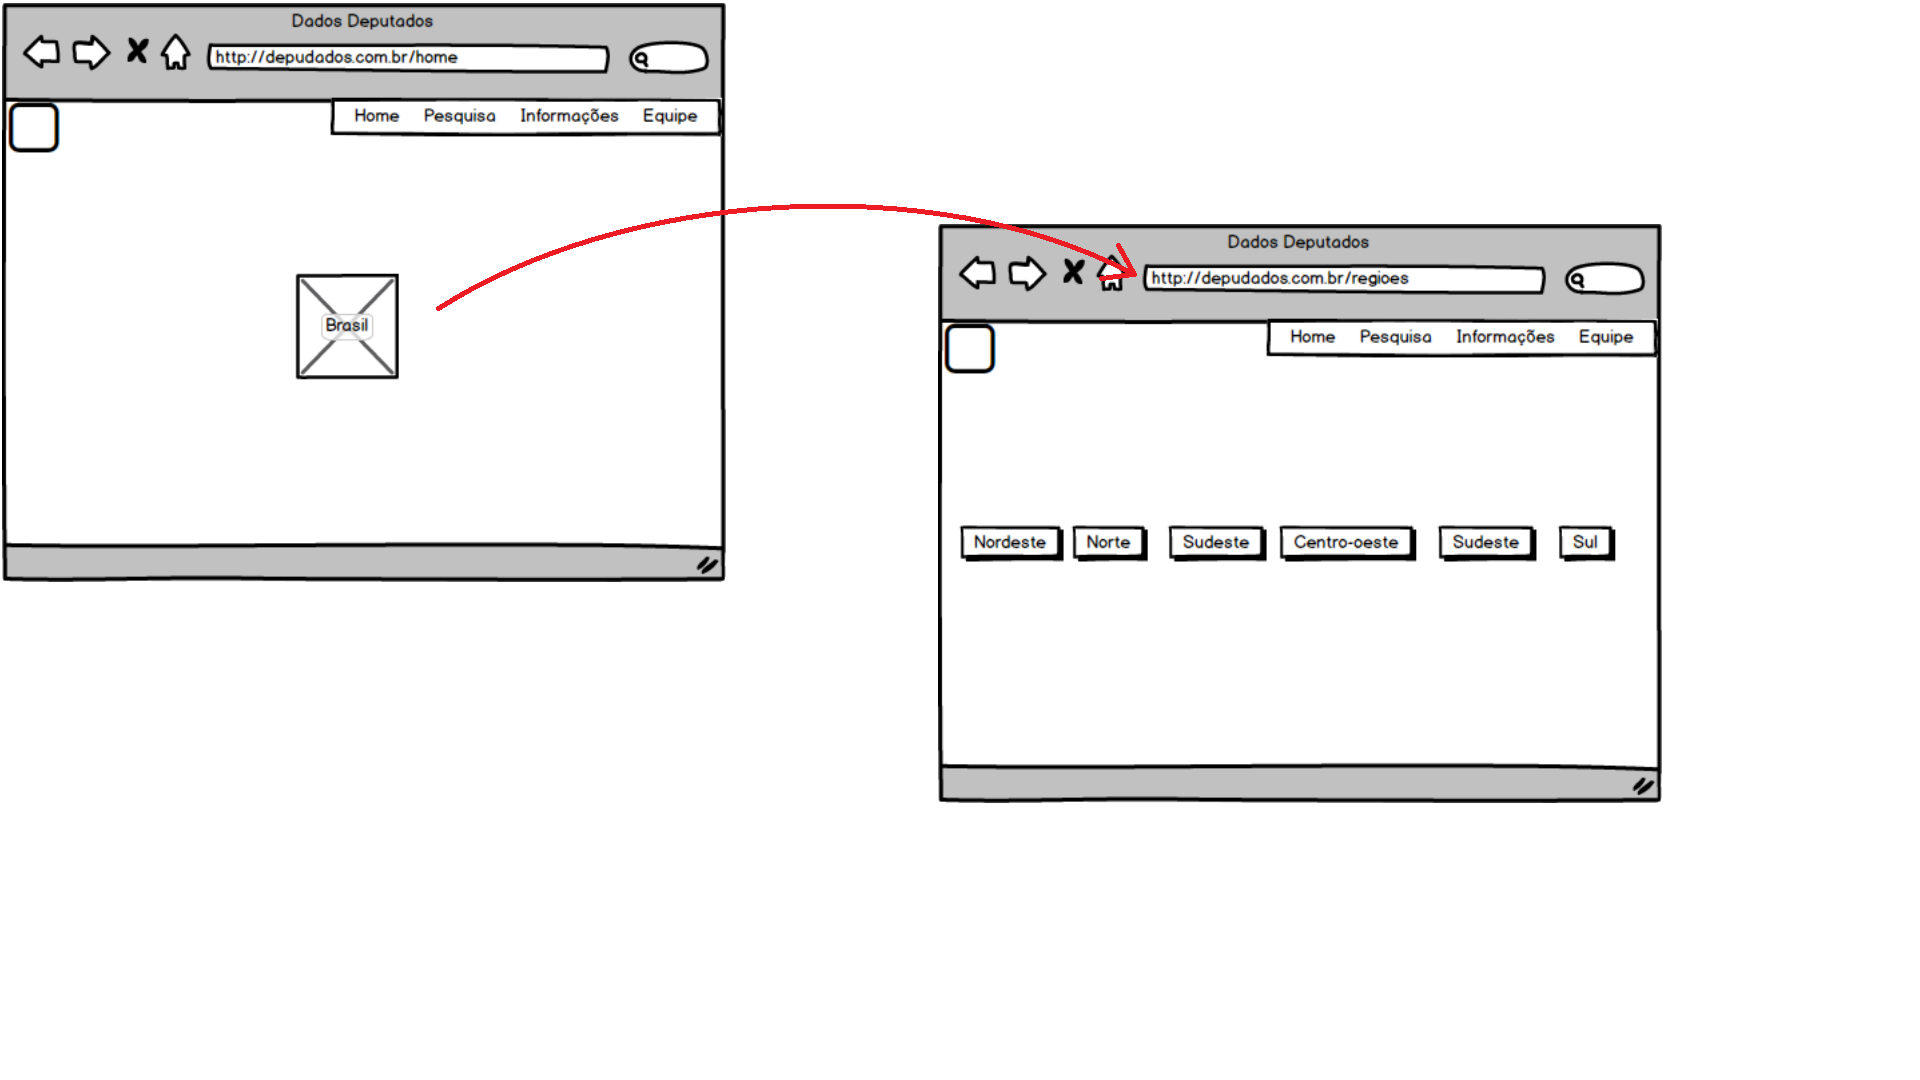 Dados Deputados
http://depudados.com.br/home
Home Pesquisa Informações Equipe
Brasil
Dados Deputados
http://depudados.com.br/regioes
Home Pesquisa Informações Equipe
Nordeste Norte Sudeste Centro-oeste Sudeste Sul